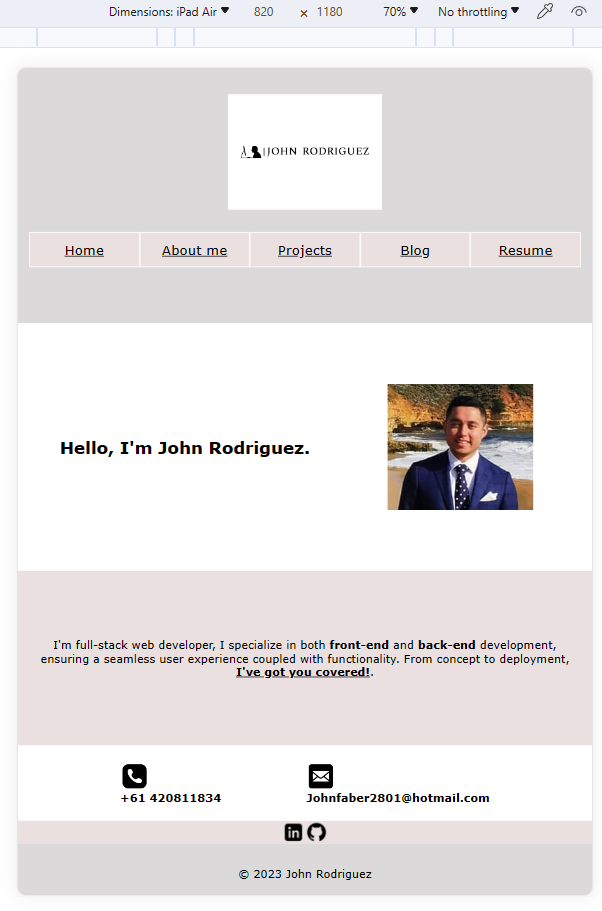 Dimensions: iPad Air 820 × 1180 70% No throttling
JOHN RODRIGUEZ
Home About me Projects Blog Resume
Hello, I'm John Rodriguez.
I'm full-stack web developer, I specialize in both front-end and back-end development,
ensuring a seamless user experience coupled with functionality. From concept to deployment,
I've got you covered!.
+61 420811834 Johnfaber2801@hotmail.com
in
© 2023 John Rodriguez